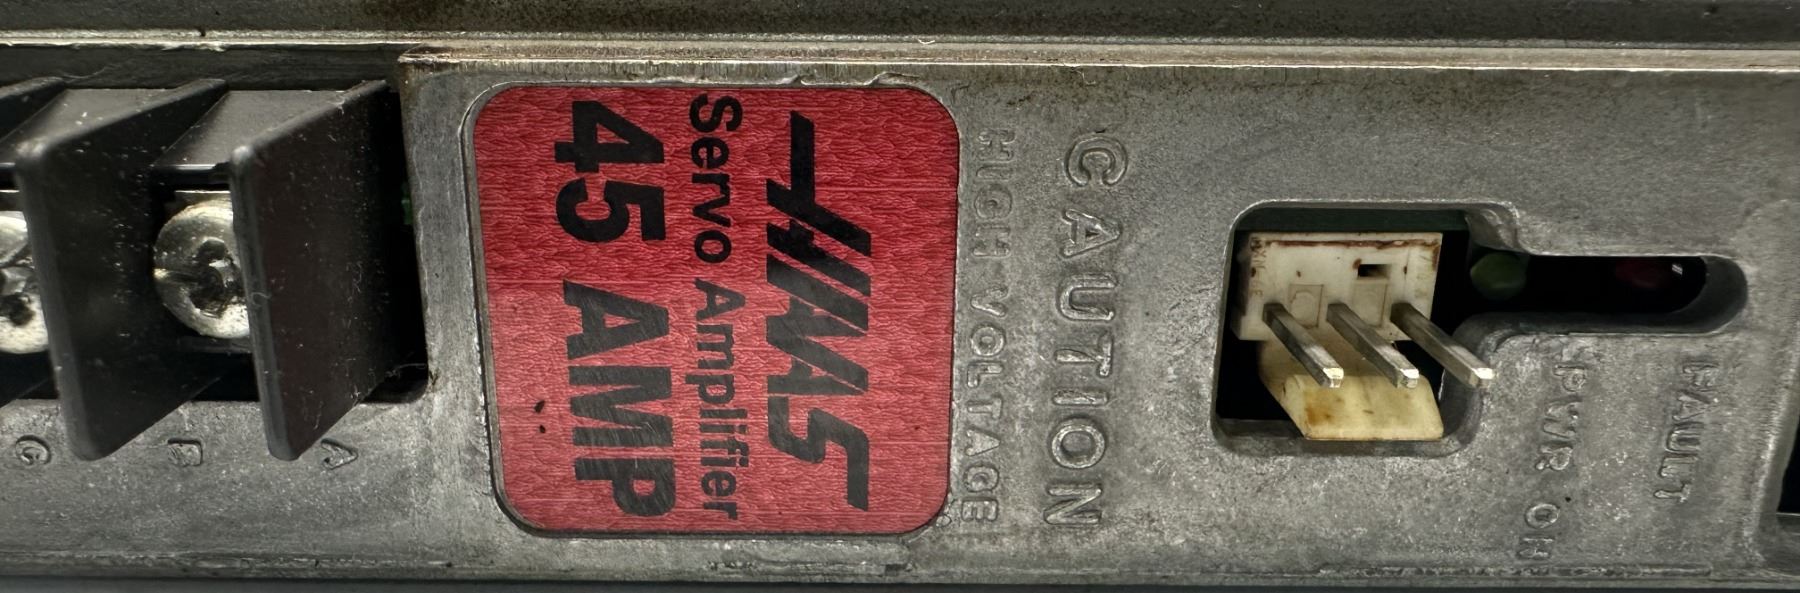 FAULT
PWR ON
CAUTION
HIGH VOLTAGE
HAAS
Servo Amplifier
45 AMP
A
B
C